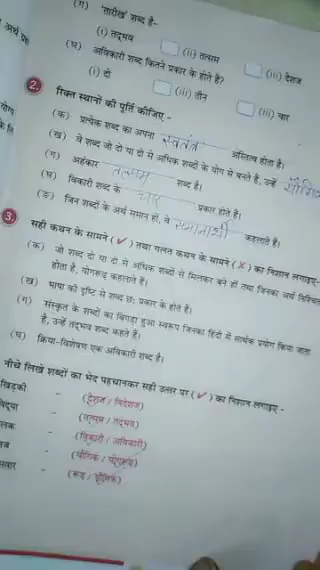 (ग) 'तारीख' शब्द है-
(i) तद्भव (ii) तत्सम (iii) देशज
(घ) अविकारी शब्द कितने प्रकार के होते हैं?
(i) दो (ii) तीन (iii) चार
2. रिक्त स्थानों की पूर्ति कीजिए -
(क) प्रत्येक शब्द का अपना स्वतंत्र अस्तित्व होता है।
(ख) वे शब्द जो दो या दो से अधिक शब्दों के योग से बनते हैं, उन्हें
(ग) अहंकार तत्सम शब्द है।
(घ) विकारी शब्द के चार प्रकार होते हैं।
(ङ) जिन शब्दों के अर्थ समान हों, वे समानार्थी कहलाते हैं।
3. सही कथन के सामने (✓) तथा गलत कथन के सामने (✗) का निशान लगाइए-
(क) जो शब्द दो या दो से अधिक शब्दों से मिलकर बने हों तथा जिनका अर्थ निश्चित
होता है, योगरूढ़ कहलाते हैं।
(ख) भाषा की दृष्टि से शब्द छः प्रकार के होते हैं।
(ग) संस्कृत के शब्दों का बिगड़ा हुआ स्वरूप जिनका हिंदी में सार्थक प्रयोग किया जाता
है, उन्हें तद्भव शब्द कहते हैं।
(घ) क्रिया-विशेषण एक अविकारी शब्द है।
नीचे लिखे शब्दों का भेद पहचानकर सही उत्तर पर (✓) का निशान लगाइए -
खिड़की - (देशज / विदेशज)
- (तत्सम / तद्भव)
- (विकारी / अविकारी)
- (यौगिक / योगरूढ़)
- (रूढ़ / यौगिक)